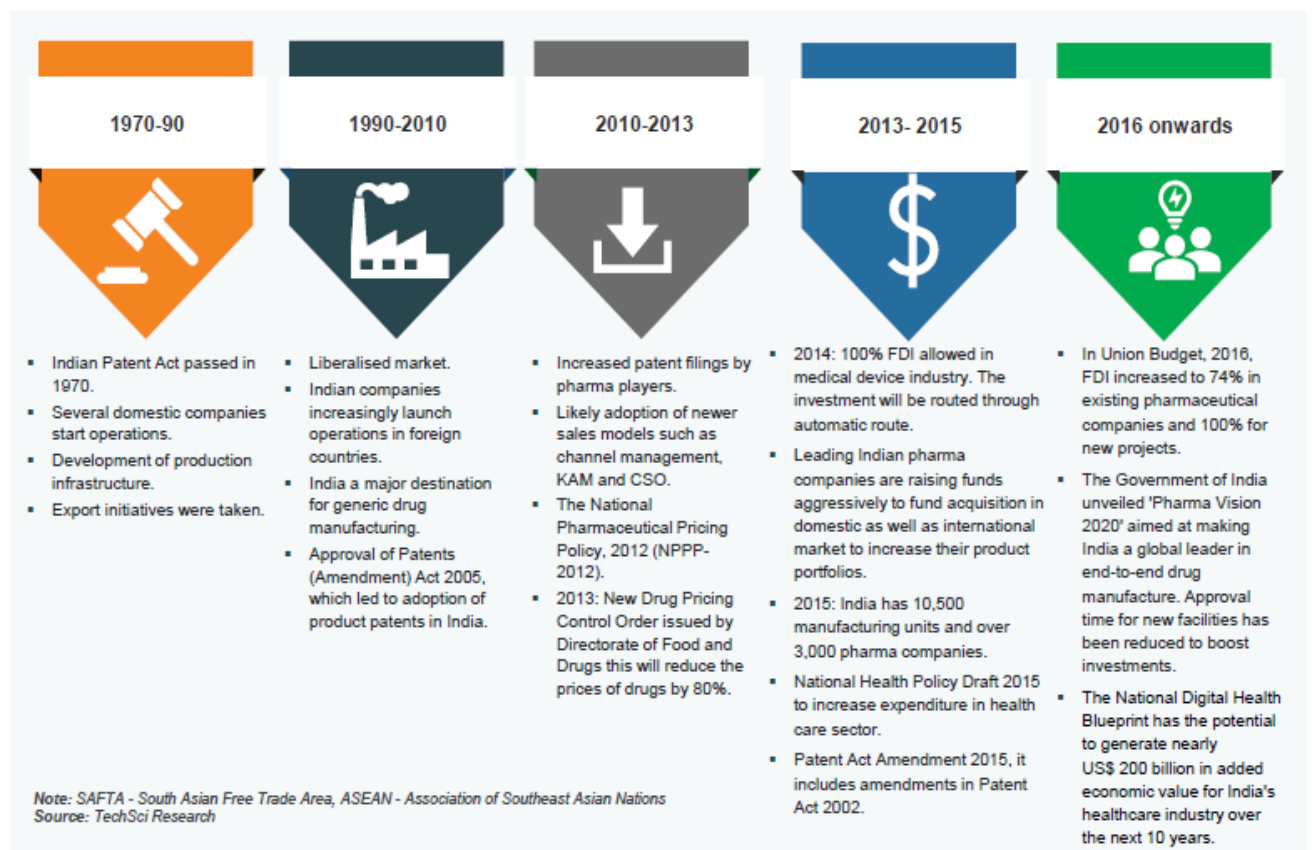 1970-90
Indian Patent Act passed in
1970.
Several domestic companies
start operations.
Development of production
infrastructure.
Export initiatives were taken.
1990-2010
Liberalised market.
Indian companies
increasingly launch
operations in foreign
countries.
India a major destination
for generic drug
manufacturing.
Approval of Patents
(Amendment) Act 2005,
which led to adoption of
product patents in India.
2010-2013
Increased patent filings by
pharma players.
Likely adoption of newer
sales models such as
channel management,
KAM and CSO.
The National
Pharmaceutical Pricing
Policy, 2012 (NPPP-
2012).
2013: New Drug Pricing
Control Order issued by
Directorate of Food and
Drugs this will reduce the
prices of drugs by 80%.
2013- 2015
$
2014: 100% FDI allowed in
medical device industry. The
investment will be routed through
automatic route.
Leading Indian pharma
companies are raising funds
aggressively to fund acquisition in
domestic as well as international
market to increase their product
portfolios.
2015: India has 10,500
manufacturing units and over
3,000 pharma companies.
National Health Policy Draft 2015
to increase expenditure in health
care sector.
Patent Act Amendment 2015, it
includes amendments in Patent
Act 2002.
2016 onwards
In Union Budget, 2016,
FDI increased to 74% in
existing pharmaceutical
companies and 100% for
new projects.
The Government of India
unveiled 'Pharma Vision
2020' aimed at making
India a global leader in
end-to-end drug
manufacture. Approval
time for new facilities has
been reduced to boost
investments.
The National Digital Health
Blueprint has the potential
to generate nearly
US$ 200 billion in added
economic value for India's
healthcare industry over
the next 10 years.
Note: SAFTA - South Asian Free Trade Area, ASEAN - Association of Southeast Asian Nations
Source: TechSci Research